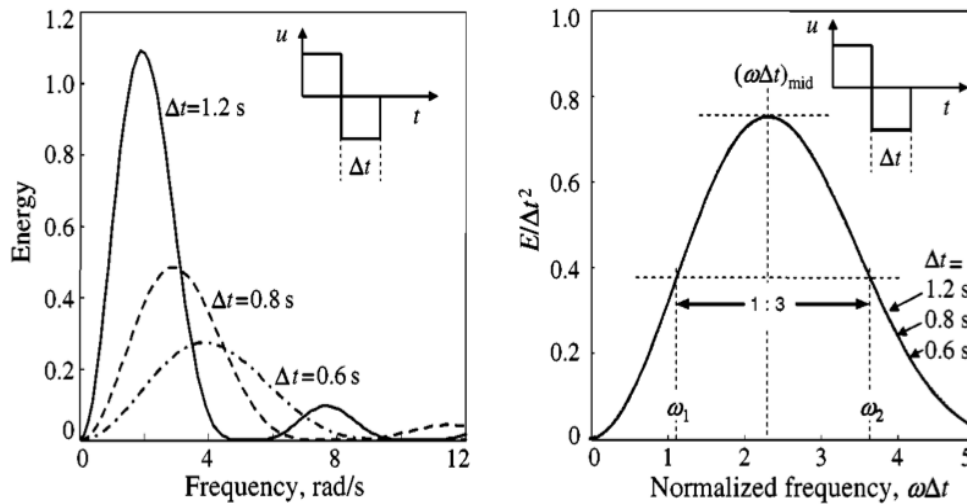 1.2
1.0
0.8
0.6
0.4
0.2
0
Energy
u
t
Δt
Δt=1.2 s
Δt=0.8 s
Δt=0.6 s
0 4 8 12
Frequency, rad/s
1.0
0.8
0.6
0.4
0.2
0
E/Δt²
(ωΔt)mid
u
t
Δt
Δt=
1.2 s
0.8 s
0.6 s
1 : 3
ω₁ ω₂
0 1 2 3 4 5
Normalized frequency, ωΔt